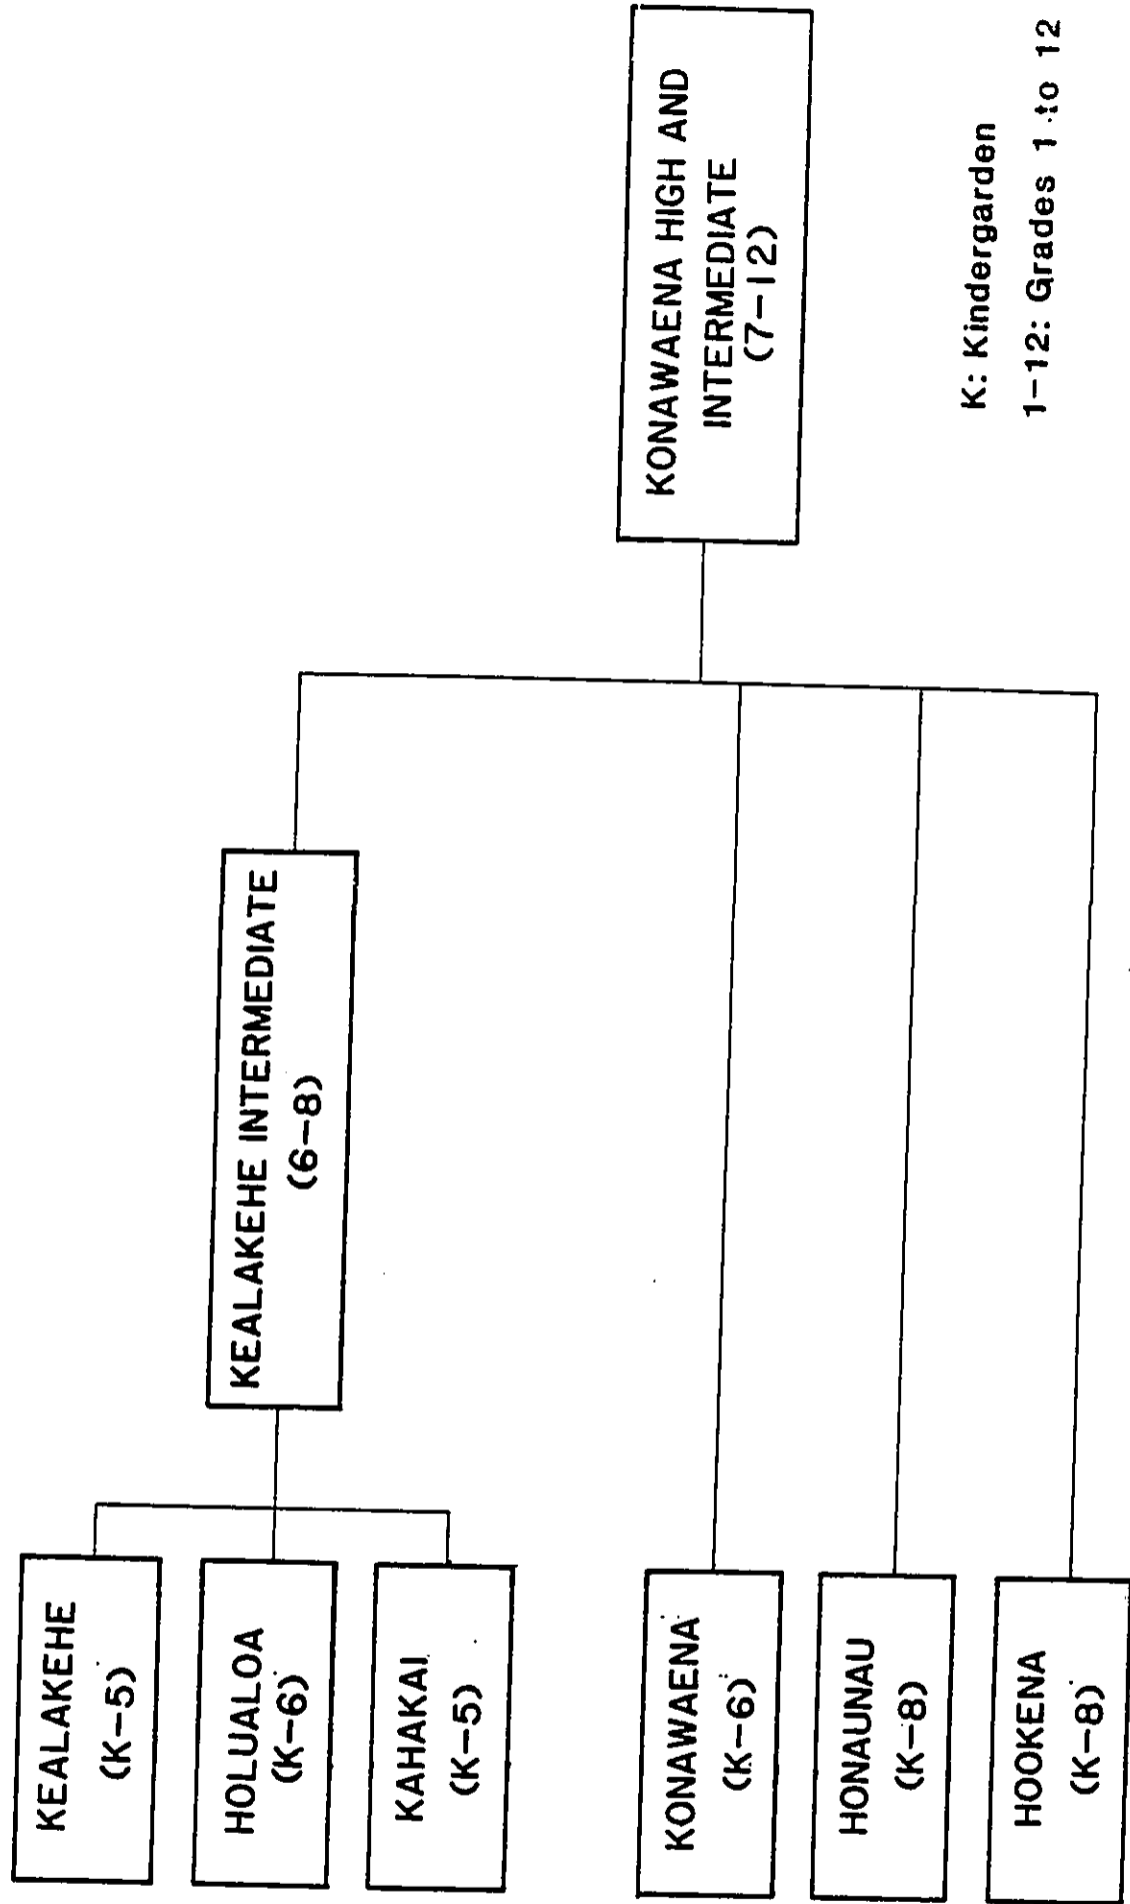 KEALAKEHE
(K-5)
HOLUALOA
(K-6)
KAHAKAI
(K-5)
KEALAKEHE INTERMEDIATE
(6-8)
KONAWAENA
(K-6)
HONAUNAU
(K-8)
HOOKENA
(K-8)
KONAWAENA HIGH AND
INTERMEDIATE
(7-12)
K: Kindergarden
1-12: Grades 1 to 12